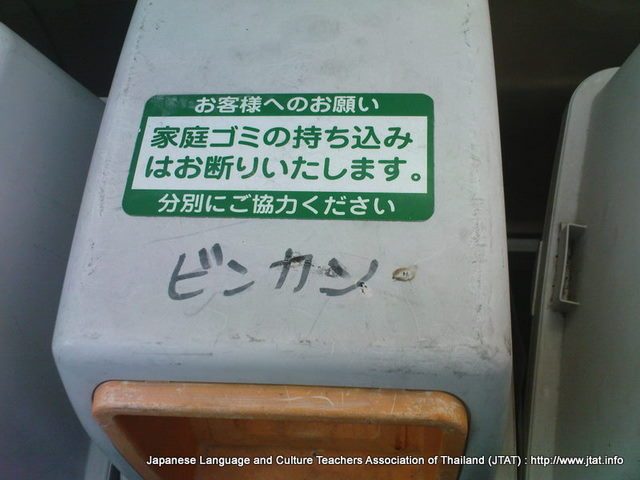 お客様へのお願い
家庭ゴミの持ち込み
はお断りいたします。
分別にご協力ください
ビンカン
Japanese Language and Culture Teachers Association of Thailand (JTAT) : http://www.jtat.info